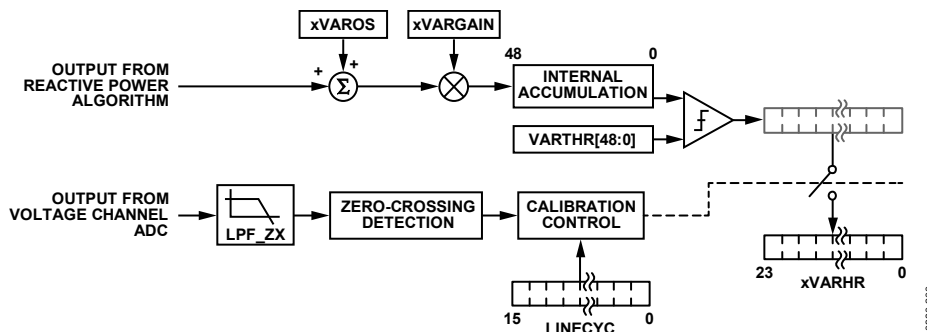 xVAROS
xVARGAIN
48
0
OUTPUT FROM
REACTIVE POWER
ALGORITHM
+
+
Σ
INTERNAL
ACCUMULATION
VARTHR[48:0]
OUTPUT FROM
VOLTAGE CHANNEL
ADC
LPF_ZX
ZERO-CROSSING
DETECTION
CALIBRATION
CONTROL
23
0
xVARHR
15
0
LINECYC